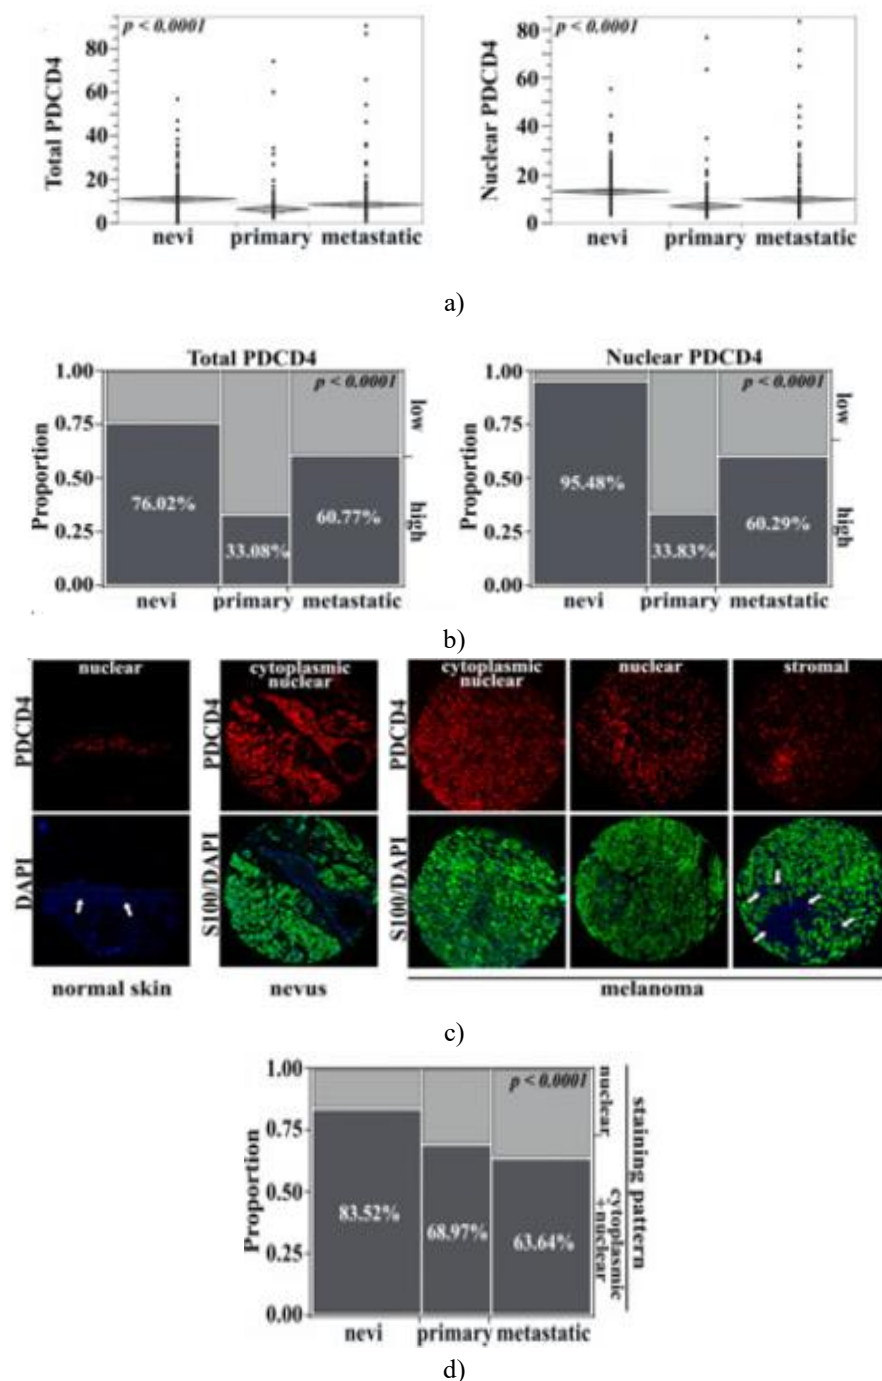 p < 0.0001
Total PDCD4
80
60
40
20
0
nevi primary metastatic
p < 0.0001
Nuclear PDCD4
80
60
40
20
0
nevi primary metastatic
a)
Total PDCD4
Proportion
1.00
0.75
0.50
0.25
0.00
p < 0.0001
76.02%
33.08%
60.77%
low
high
nevi primary metastatic
Nuclear PDCD4
Proportion
1.00
0.75
0.50
0.25
0.00
p < 0.0001
95.48%
33.83%
60.29%
low
high
nevi primary metastatic
b)
nuclear
PDCD4
DAPI
normal skin
cytoplasmic
nuclear
PDCD4
S100/DAPI
nevus
cytoplasmic
nuclear
nuclear
stromal
PDCD4
S100/DAPI
melanoma
c)
Proportion
1.00
0.75
0.50
0.25
0.00
p < 0.0001
83.52%
68.97%
63.64%
nuclear
cytoplasmic
+nuclear
staining pattern
nevi primary metastatic
d)